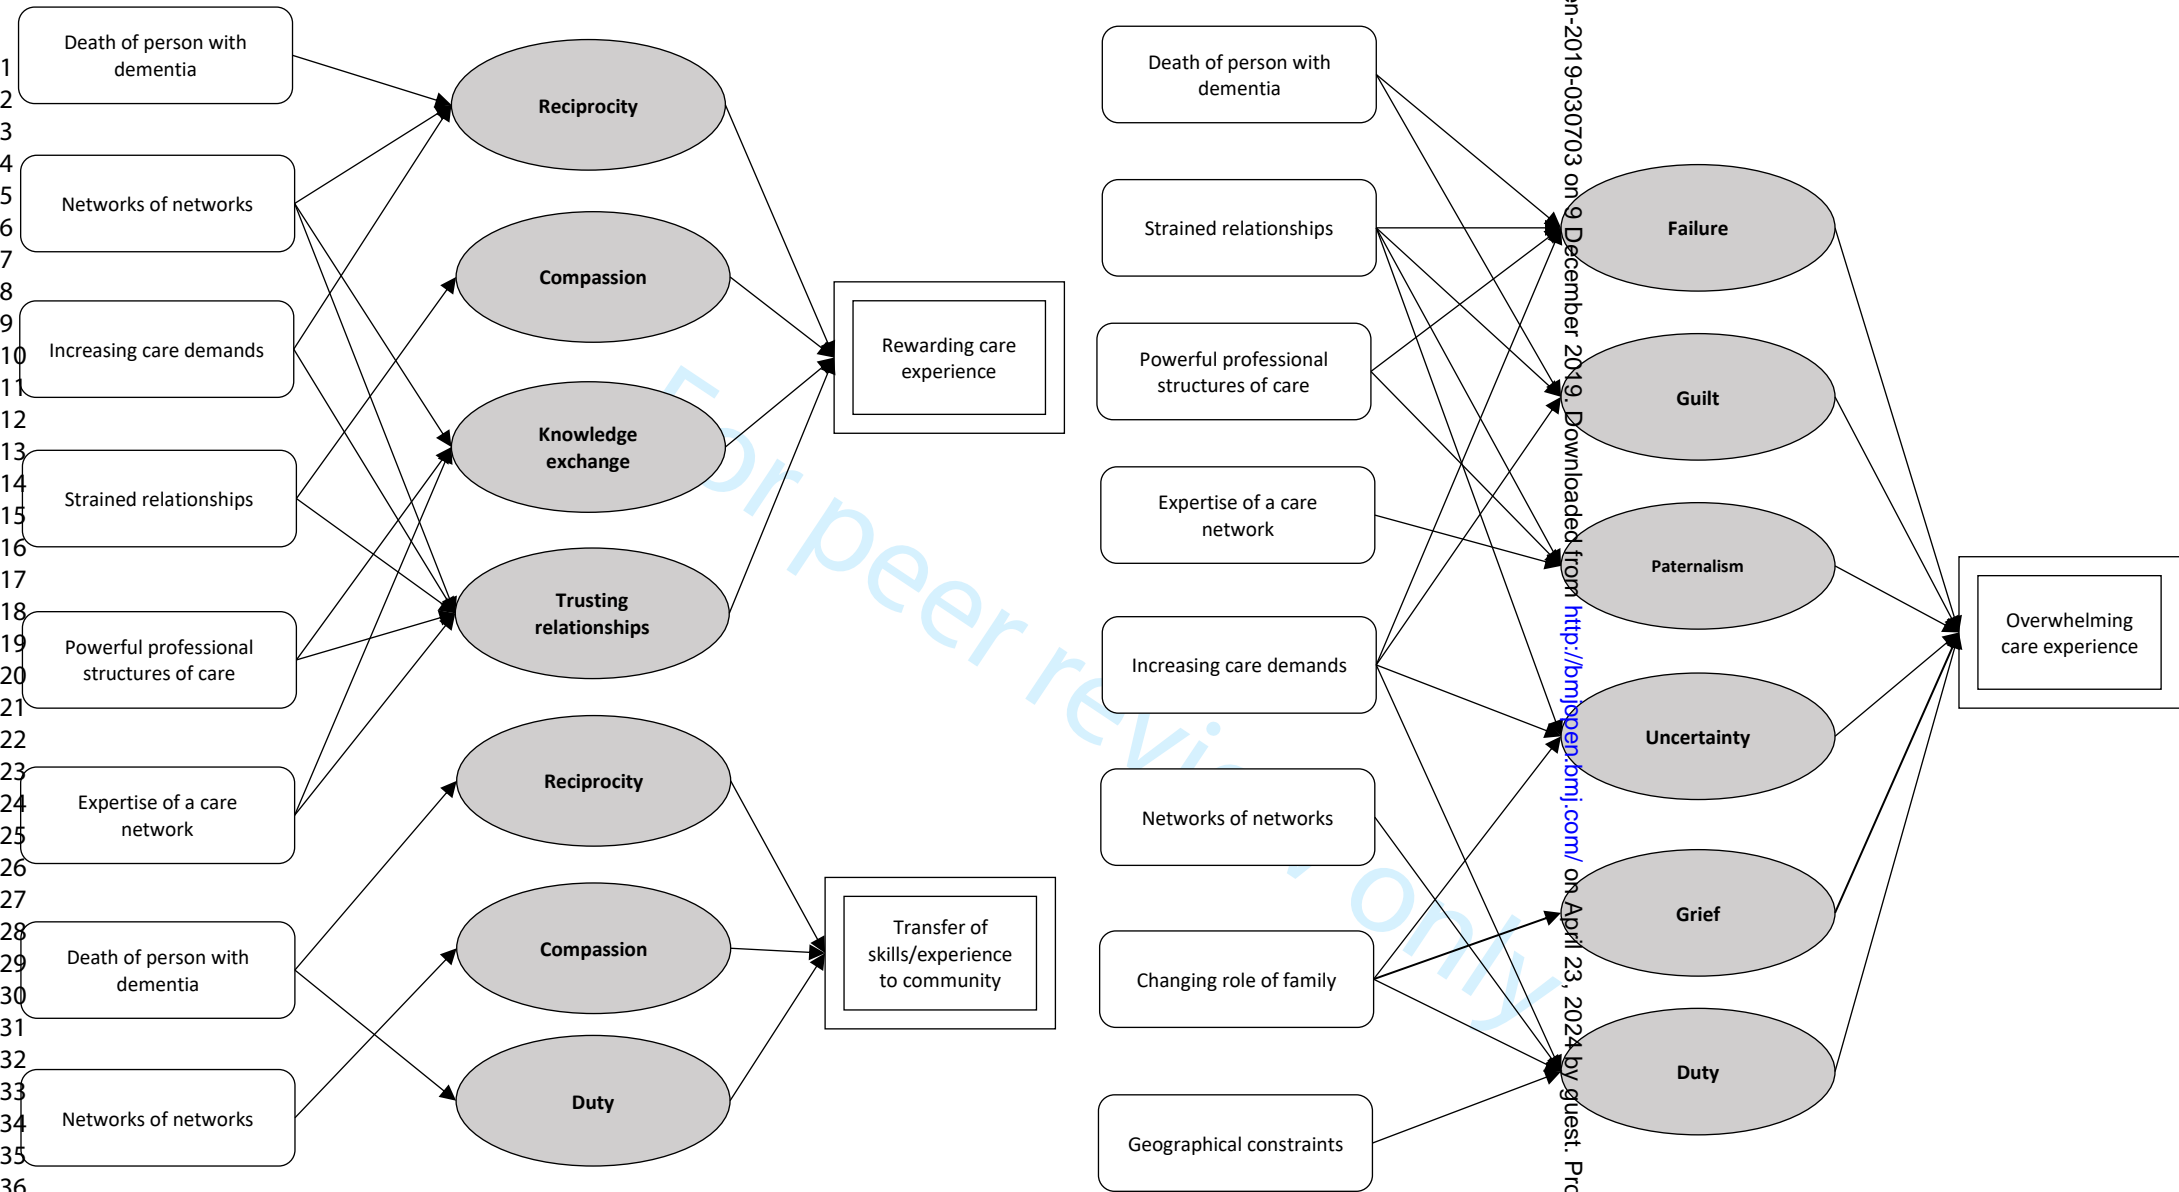 1
2
3
4
5
6
7
8
9
10
11
12
13
14
15
16
17
18
19
20
21
22
23
24
25
26
27
28
29
30
31
32
33
34
35
36
Death of person with
dementia
Networks of networks
Increasing care demands
Strained relationships
Powerful professional
structures of care
Expertise of a care
network
Death of person with
dementia
Networks of networks
Reciprocity
Compassion
Knowledge
exchange
Trusting
relationships
Reciprocity
Compassion
Duty
Rewarding care
experience
Transfer of
skills/experience
to community
For peer review only
Death of person with
dementia
Strained relationships
Powerful professional
structures of care
Expertise of a care
network
Increasing care demands
Networks of networks
Changing role of family
Geographical constraints
Failure
Guilt
Paternalism
Uncertainty
Grief
Duty
Overwhelming
care experience
en-2019-030703 on 9 December 2019. Downloaded from http://bmjopen.bmj.com/ on April 23, 2024 by guest. Pro